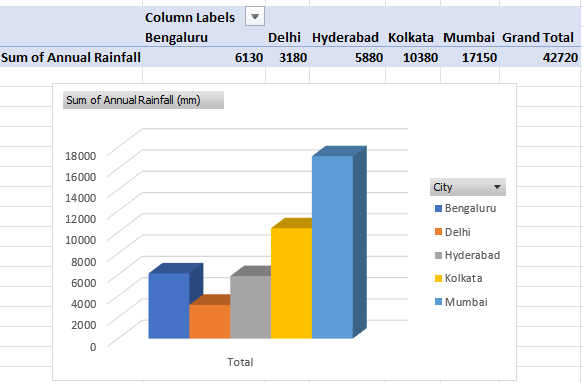 Column Labels
Bengaluru Delhi Hyderabad Kolkata Mumbai Grand Total
Sum of Annual Rainfall 6130 3180 5880 10380 17150 42720
Sum of Annual Rainfall (mm)
18000
16000
14000
12000
10000
8000
6000
4000
2000
0
Total
City
Bengaluru
Delhi
Hyderabad
Kolkata
Mumbai